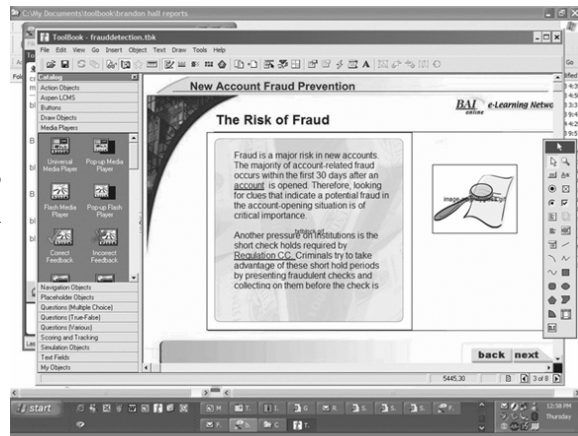 C:\My Documents\toolbook\brandon hall reports
ToolBook - frauddetection.tbk
File Edit View Go Insert Object Text Draw Tools Help
Catalog
Action Objects
Aspen LCMS
Buttons
Draw Objects
Media Players
Universal Media Player
Pop-up Media Player
Flash Media Player
Pop-up Flash Player
Correct Feedback
Incorrect Feedback
Navigation Objects
Placeholder Objects
Questions (Multiple Choice)
Questions (True-False)
Questions (Various)
Scoring and Tracking
Simulation Objects
Text Fields
My Objects
New Account Fraud Prevention
BAI online e-Learning Netwo
The Risk of Fraud
Fraud is a major risk in new accounts.
The majority of account-related fraud
occurs within the first 30 days after an
account is opened. Therefore, looking
for clues that indicate a potential fraud in
the account-opening situation is of
critical importance.
Another pressure on institutions is the
short check holds required by
Regulation CC. Criminals try to take
advantage of these short hold periods
by presenting fraudulent checks and
collecting on them before the check is
back next
5445,30
3 of 8
start
12:58 PM
Thursday